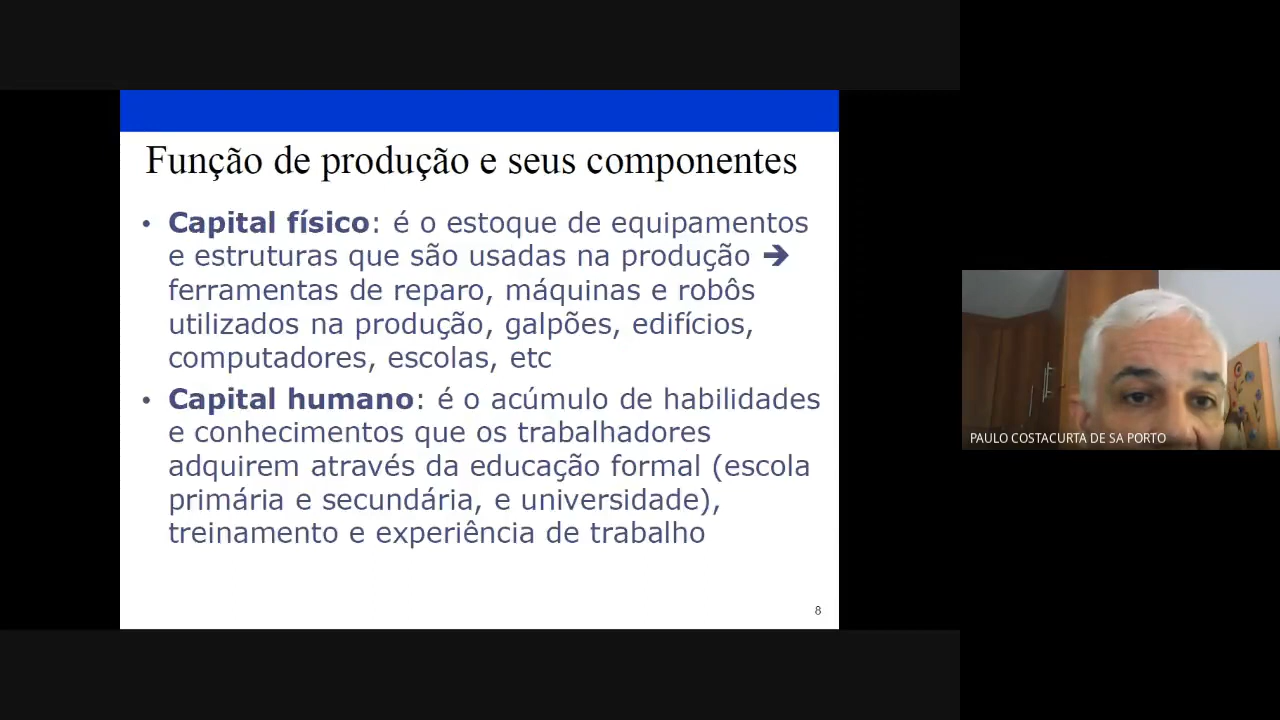 Função de produção e seus componentes
• Capital físico: é o estoque de equipamentos
e estruturas que são usadas na produção ➔
ferramentas de reparo, máquinas e robôs
utilizados na produção, galpões, edifícios,
computadores, escolas, etc
• Capital humano: é o acúmulo de habilidades
e conhecimentos que os trabalhadores
adquirem através da educação formal (escola
primária e secundária, e universidade),
treinamento e experiência de trabalho
8
PAULO COSTACURTA DE SA PORTO